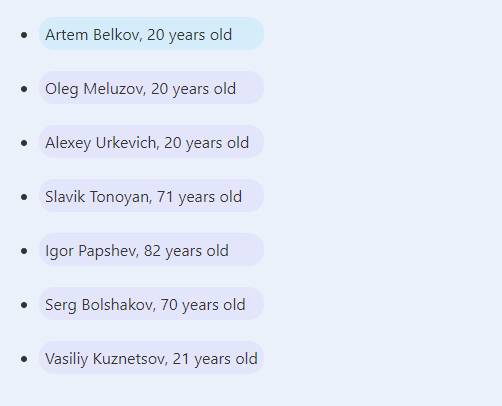 Artem Belkov, 20 years old
Oleg Meluzov, 20 years old
Alexey Urkevich, 20 years old
Slavik Tonoyan, 71 years old
Igor Papshev, 82 years old
Serg Bolshakov, 70 years old
Vasiliy Kuznetsov, 21 years old